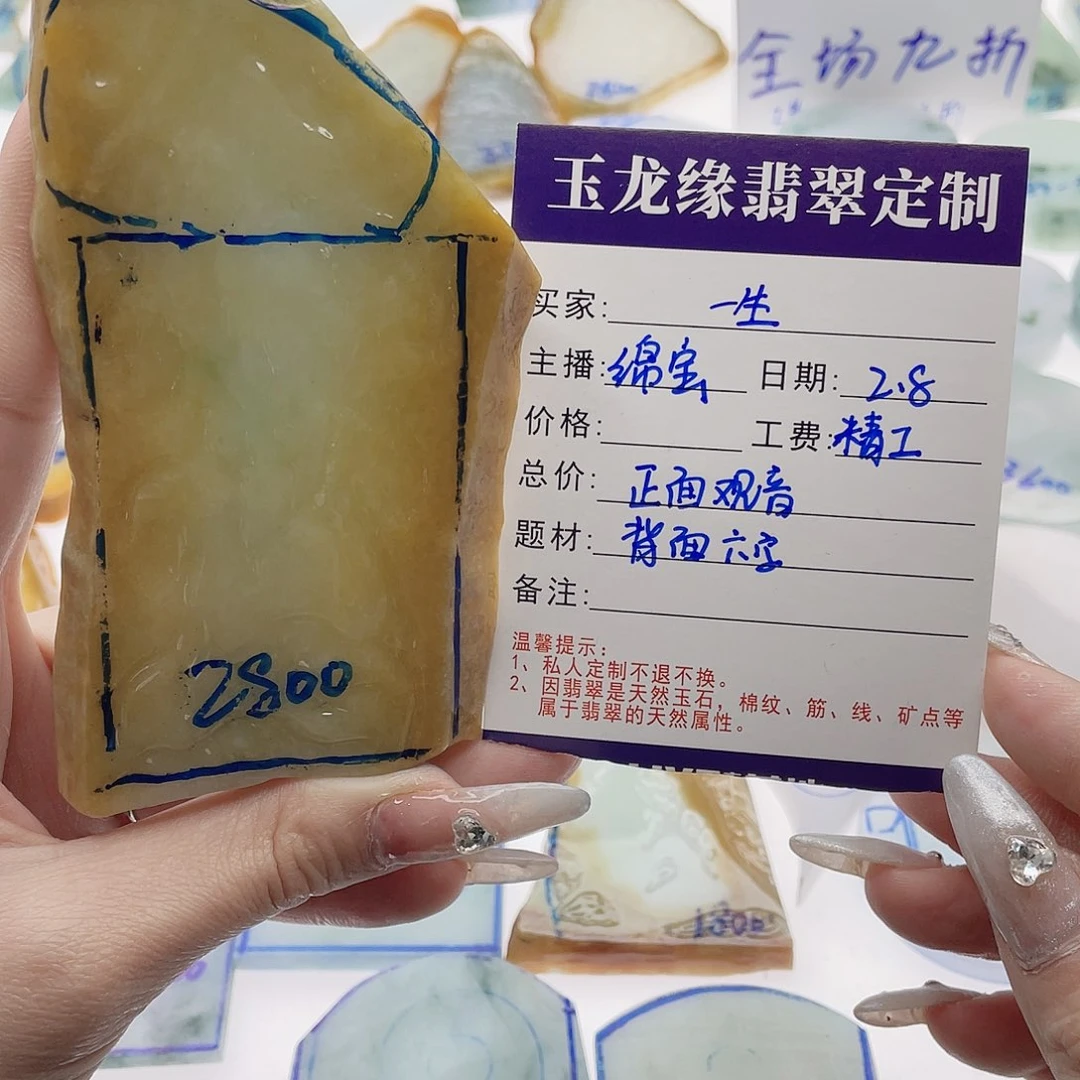 全场九折
玉龙缘翡翠定制
买家: 一生
主播: 绵宝 日期: 2.8
价格: 工费: 精工
总价: 正面观音
题材: 背面六字
备注:
温馨提示:
1、私人定制不退不换。
2、因翡翠是天然玉石，棉纹、筋、线、矿点等
属于翡翠的天然属性。
2800
1800